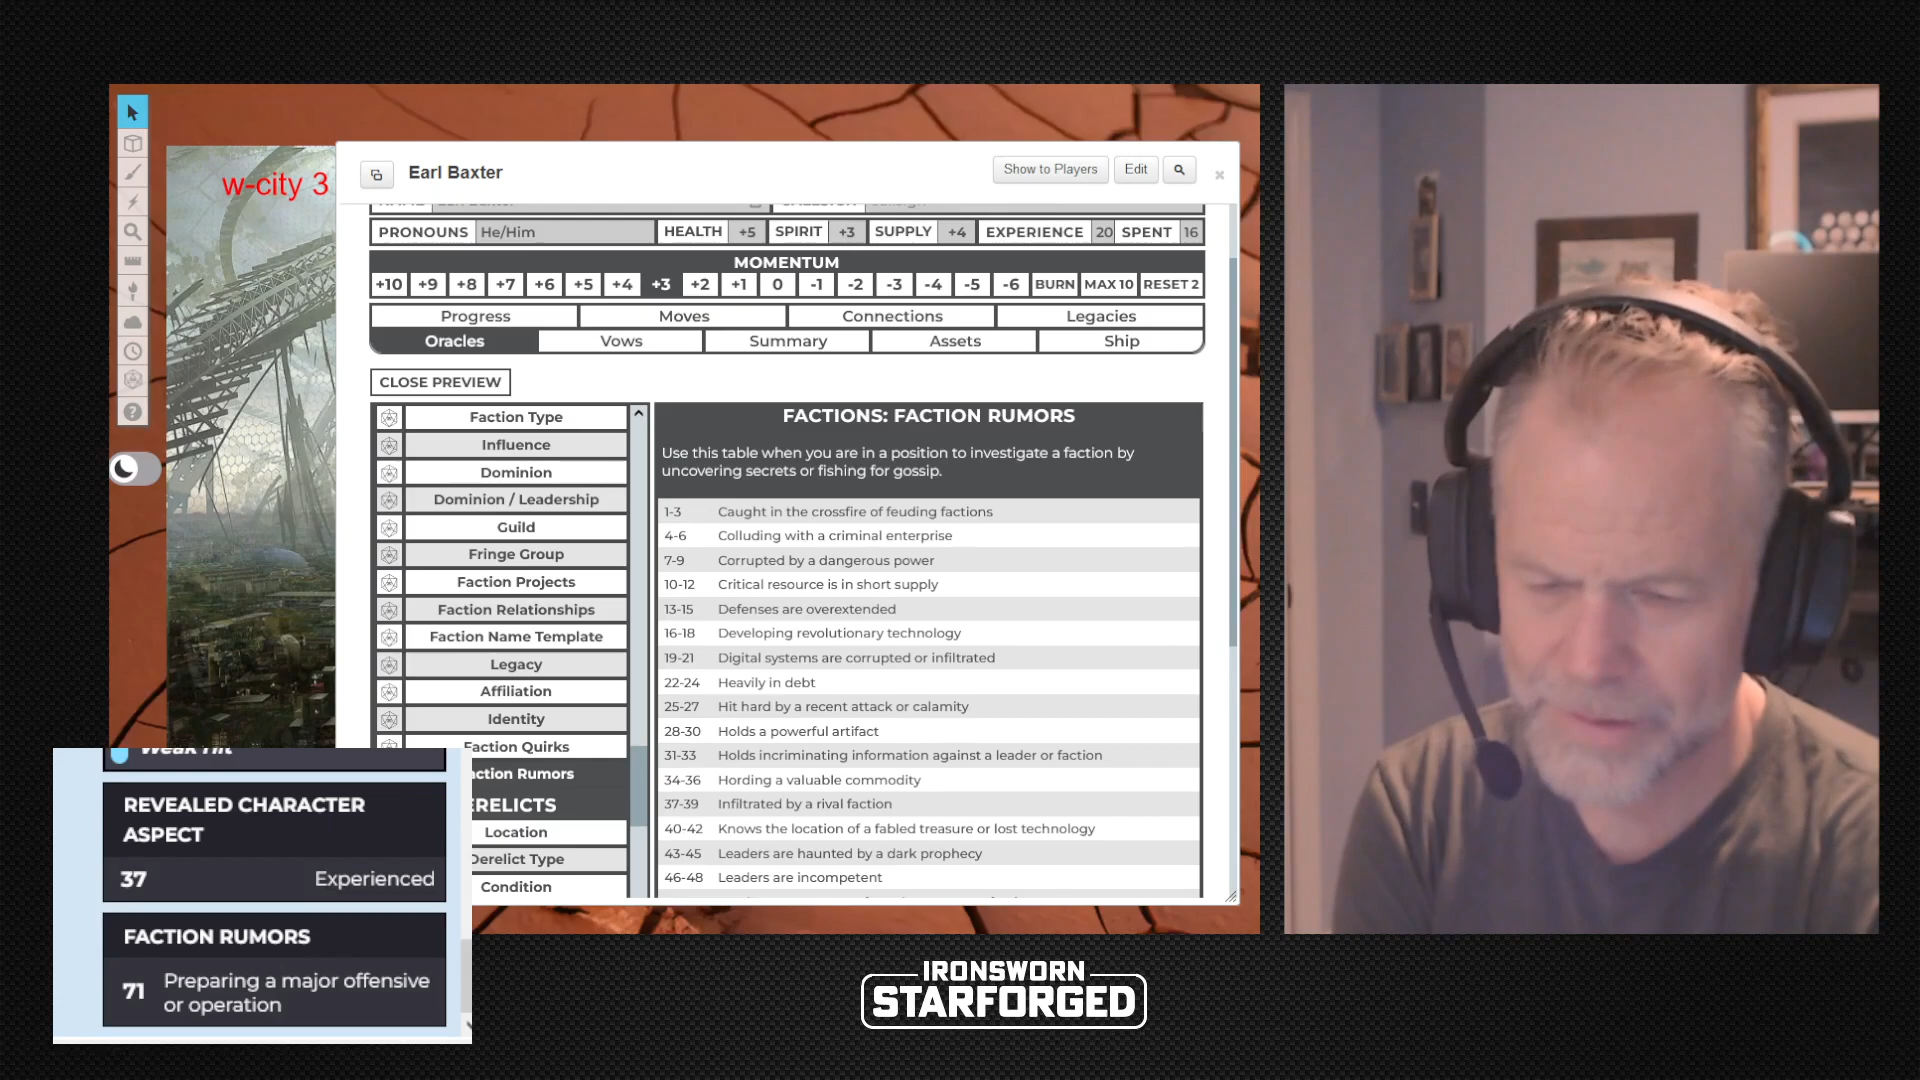 w-city 3
Earl Baxter
Show to Players
Edit
PRONOUNS He/Him HEALTH +5 SPIRIT +3 SUPPLY +4 EXPERIENCE 20 SPENT 16
MOMENTUM
+10 +9 +8 +7 +6 +5 +4 +3 +2 +1 0 -1 -2 -3 -4 -5 -6 BURN MAX 10 RESET 2
Progress Moves Connections Legacies
Oracles Vows Summary Assets Ship
CLOSE PREVIEW
Faction Type
Influence
Dominion
Dominion / Leadership
Guild
Fringe Group
Faction Projects
Faction Relationships
Faction Name Template
Legacy
Affiliation
Identity
Faction Quirks
ction Rumors
ERELICTS
Location
Derelict Type
Condition
FACTIONS: FACTION RUMORS
Use this table when you are in a position to investigate a faction by
uncovering secrets or fishing for gossip.
1-3 Caught in the crossfire of feuding factions
4-6 Colluding with a criminal enterprise
7-9 Corrupted by a dangerous power
10-12 Critical resource is in short supply
13-15 Defenses are overextended
16-18 Developing revolutionary technology
19-21 Digital systems are corrupted or infiltrated
22-24 Heavily in debt
25-27 Hit hard by a recent attack or calamity
28-30 Holds a powerful artifact
31-33 Holds incriminating information against a leader or faction
34-36 Hording a valuable commodity
37-39 Infiltrated by a rival faction
40-42 Knows the location of a fabled treasure or lost technology
43-45 Leaders are haunted by a dark prophecy
46-48 Leaders are incompetent
Weak Hit
REVEALED CHARACTER
ASPECT
37 Experienced
FACTION RUMORS
71 Preparing a major offensive
or operation
IRONSWORN
STARFORGED